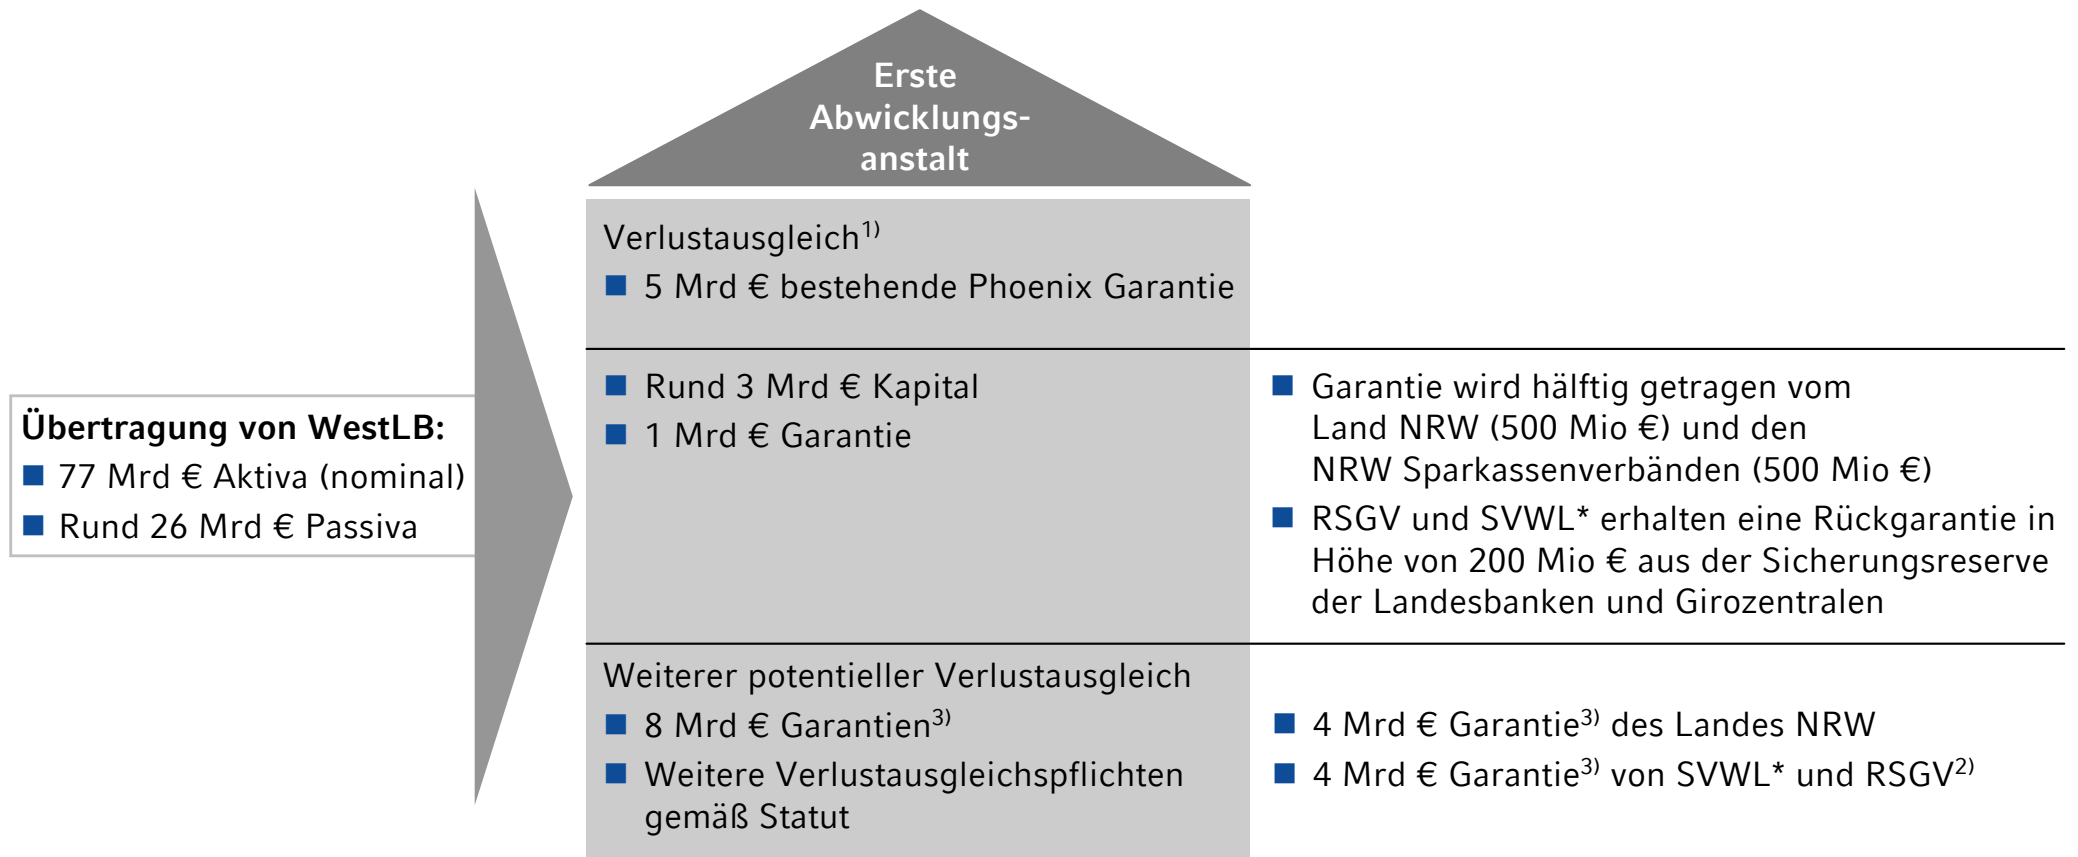 Erste
Abwicklungs-
anstalt
Übertragung von WestLB:
77 Mrd € Aktiva (nominal)
Rund 26 Mrd € Passiva
Verlustausgleich1)
5 Mrd € bestehende Phoenix Garantie
Rund 3 Mrd € Kapital
1 Mrd € Garantie
Garantie wird hälftig getragen vom
Land NRW (500 Mio €) und den
NRW Sparkassenverbänden (500 Mio €)
RSGV und SVWL* erhalten eine Rückgarantie in
Höhe von 200 Mio € aus der Sicherungsreserve
der Landesbanken und Girozentralen
Weiterer potentieller Verlustausgleich
8 Mrd € Garantien3)
Weitere Verlustausgleichspflichten
gemäß Statut
4 Mrd € Garantie3) des Landes NRW
4 Mrd € Garantie3) von SVWL* und RSGV2)